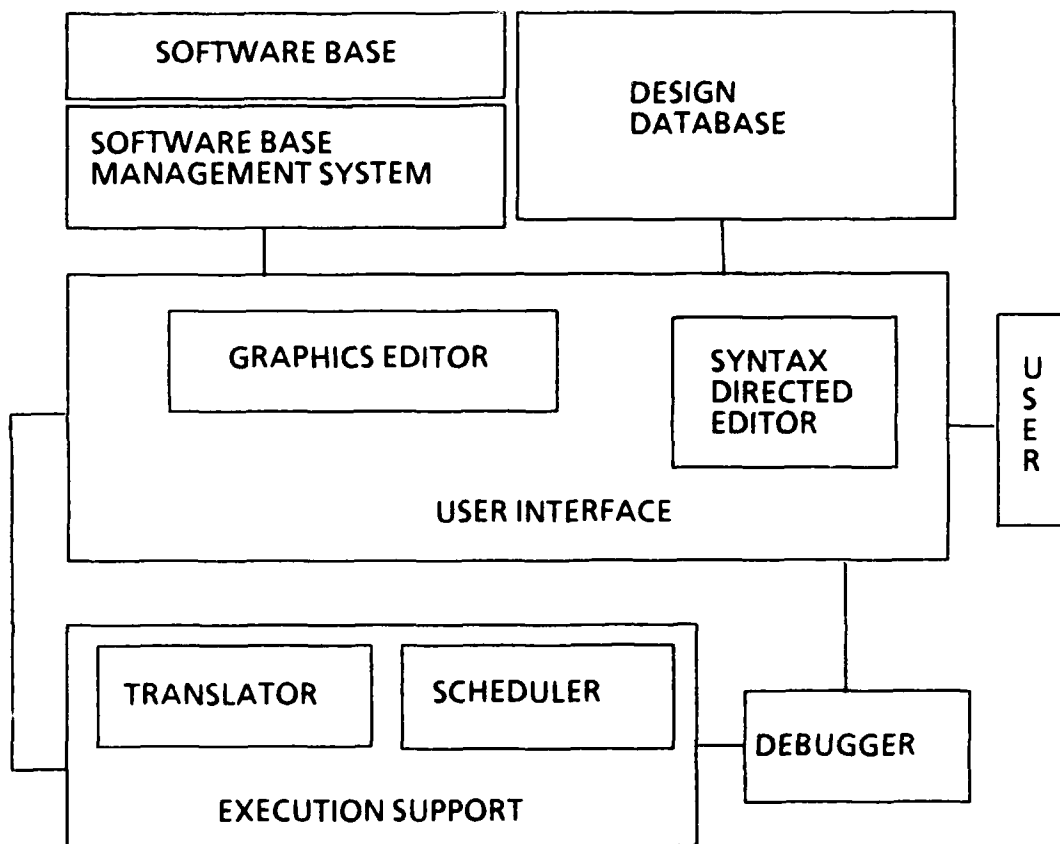 SOFTWARE BASE
SOFTWARE BASE
MANAGEMENT SYSTEM
DESIGN
DATABASE
GRAPHICS EDITOR
SYNTAX
DIRECTED
EDITOR
USER INTERFACE
U
S
E
R
TRANSLATOR
SCHEDULER
EXECUTION SUPPORT
DEBUGGER